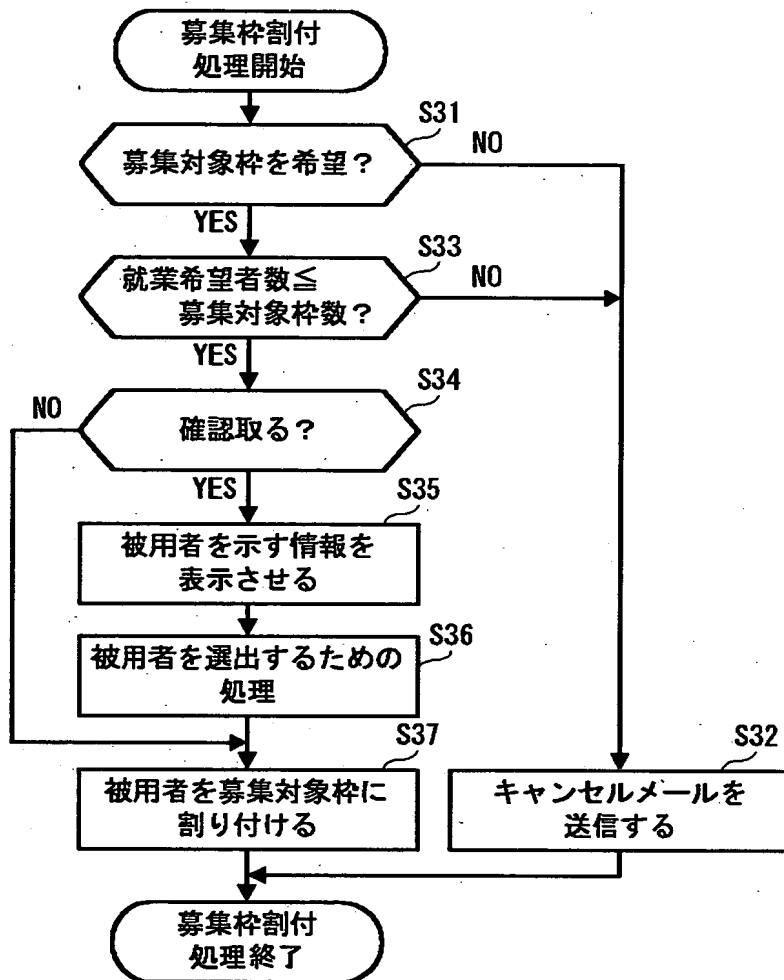 募集枠割付
処理開始
S31
募集対象枠を希望？
NO
YES
S33
就業希望者数≦
募集対象枠数？
NO
YES
S34
NO
確認取る？
YES
S35
被用者を示す情報を
表示させる
S36
被用者を選出するための
処理
S37
被用者を募集対象枠に
割り付ける
S32
キャンセルメールを
送信する
募集枠割付
処理終了